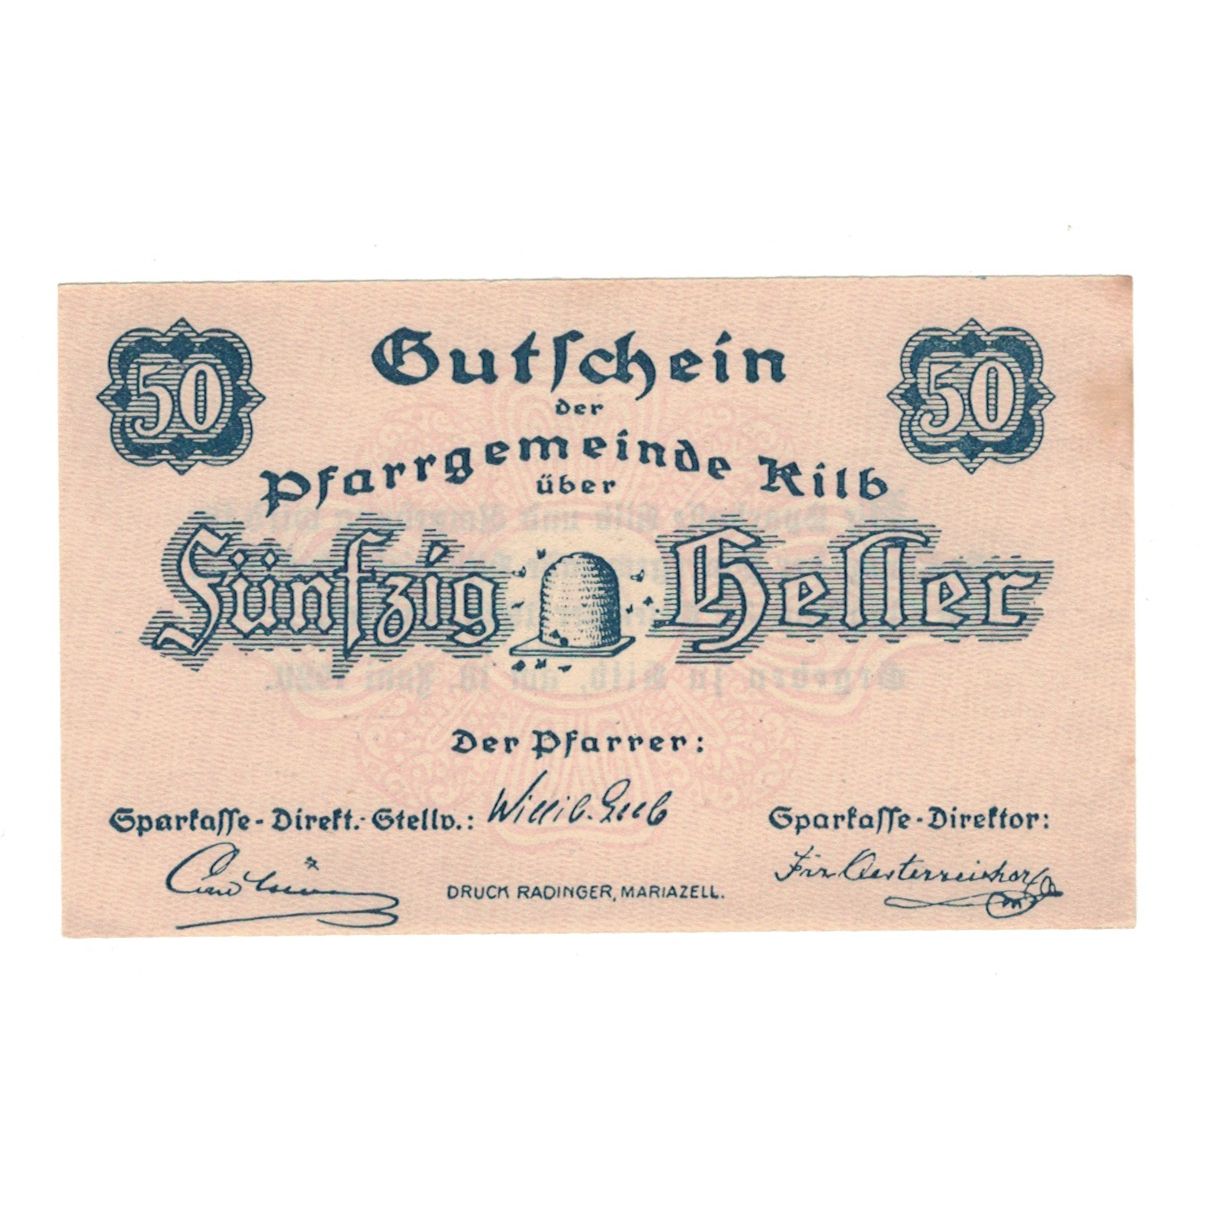 50 Gutschein 50
der
Pfarrgemeinde Kilb
über
Fünfzig Heller
Der Pfarrer:
Sparkasse-Direkt.-Stellv.:
Sparkasse-Direktor:
DRUCK RADINGER, MARIAZELL.